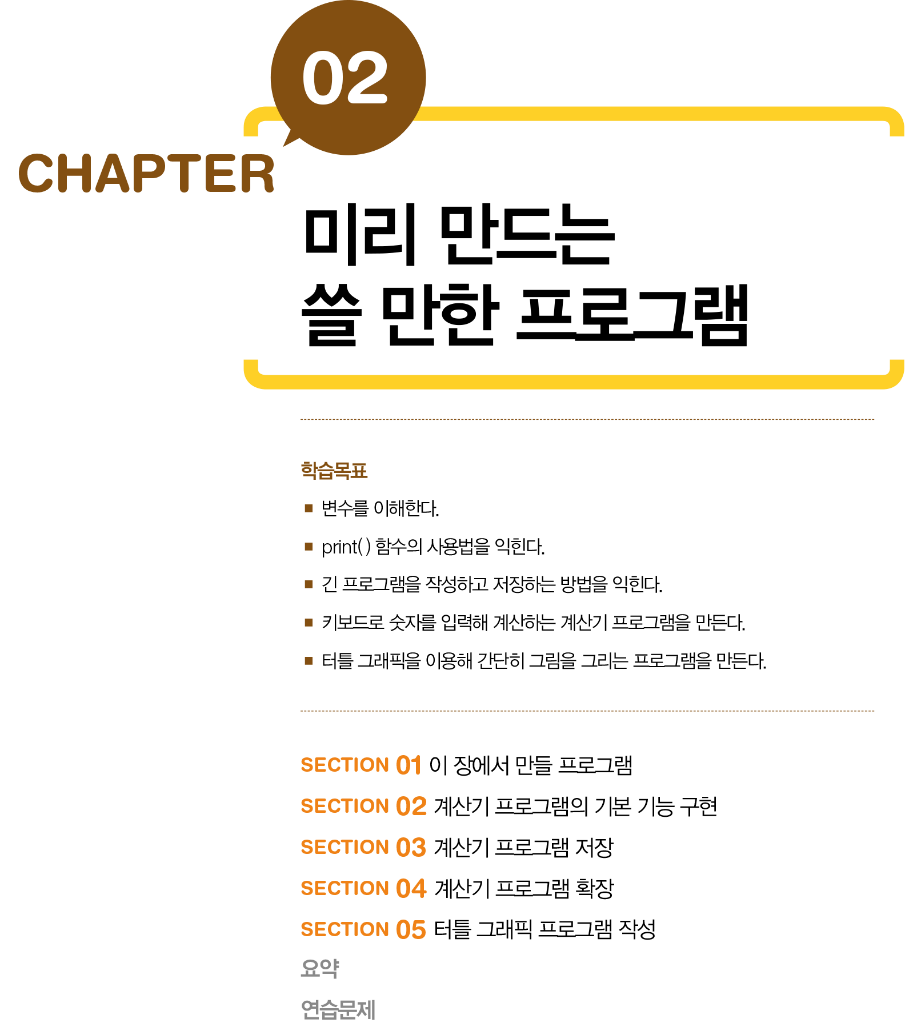 02
CHAPTER
미리 만드는
쓸 만한 프로그램
학습목표
■ 변수를 이해한다.
■ print( ) 함수의 사용법을 익힌다.
■ 긴 프로그램을 작성하고 저장하는 방법을 익힌다.
■ 키보드로 숫자를 입력해 계산하는 계산기 프로그램을 만든다.
■ 터틀 그래픽을 이용해 간단히 그림을 그리는 프로그램을 만든다.
SECTION 01 이 장에서 만들 프로그램
SECTION 02 계산기 프로그램의 기본 기능 구현
SECTION 03 계산기 프로그램 저장
SECTION 04 계산기 프로그램 확장
SECTION 05 터틀 그래픽 프로그램 작성
요약
연습문제